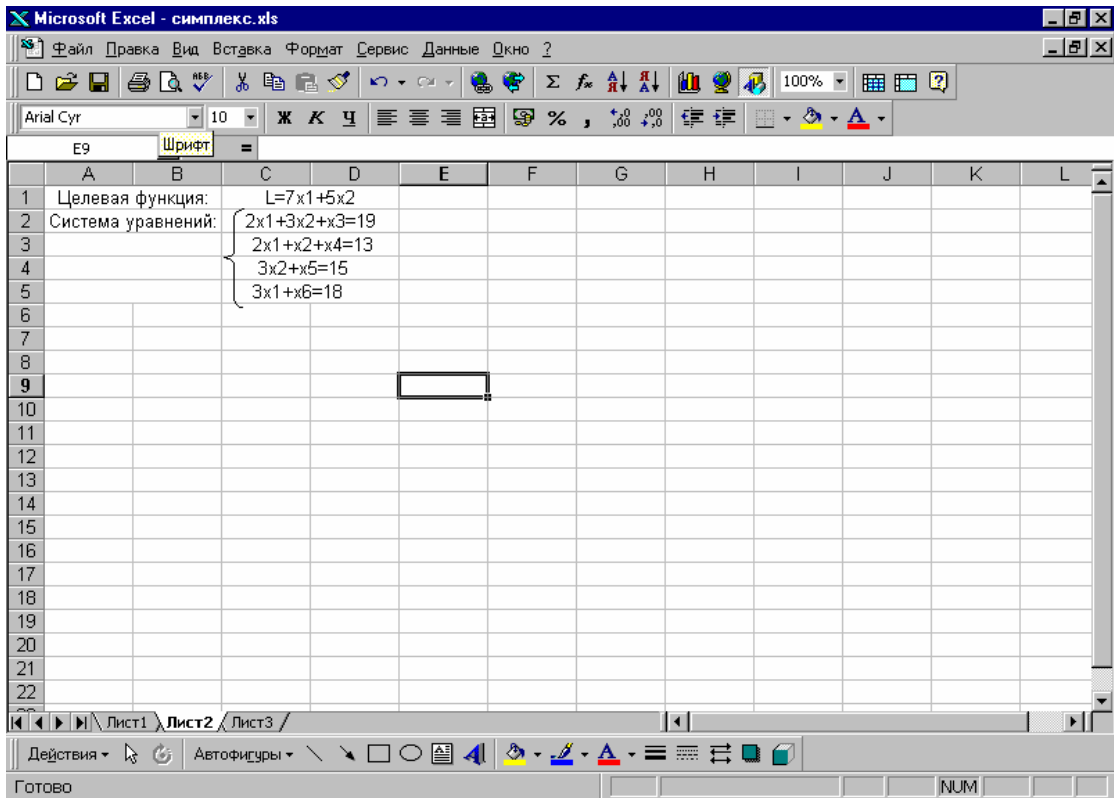 Microsoft Excel - симплекс.xls
Файл Правка Вид Вставка Формат Сервис Данные Окно ?
100%
Arial Cyr 10 Ж К Ч % ,
E9 Шрифт =
A B C D E F G H I J K L
1 Целевая функция: L=7x1+5x2
2 Система уравнений: 2x1+3x2+x3=19
3 2x1+x2+x4=13
4 3x2+x5=15
5 3x1+x6=18
6
7
8
9
10
11
12
13
14
15
16
17
18
19
20
21
22
Лист1 Лист2 Лист3
Действия Автофигуры
Готово NUM